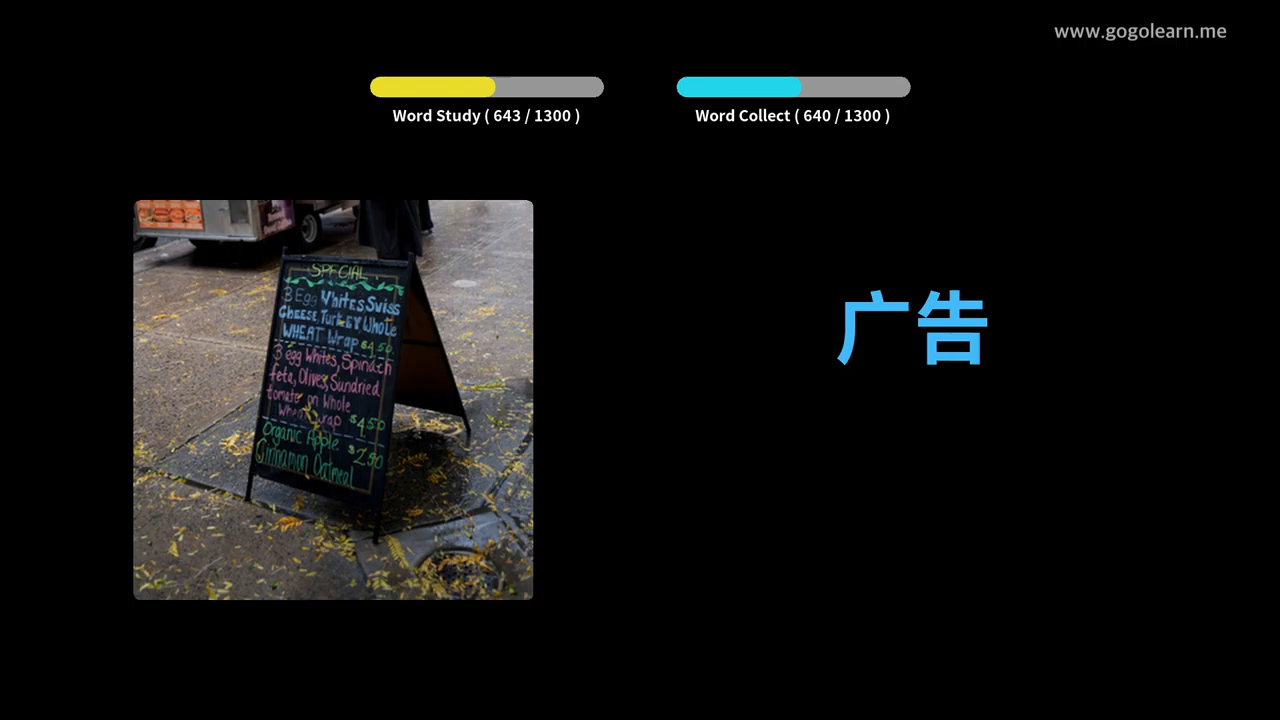 www.gogolearn.me
Word Study ( 643 / 1300 )
Word Collect ( 640 / 1300 )
SPECIAL
3 Egg Whites, Swiss
Cheese, Turkey Whole
WHEAT Wrap $4.50
3 egg Whites, Spinach
feta, Olives, Sundried
tomato on Whole
Wheat Wrap $4.50
Organic Apple
Cinnamon Oatmeal
广告